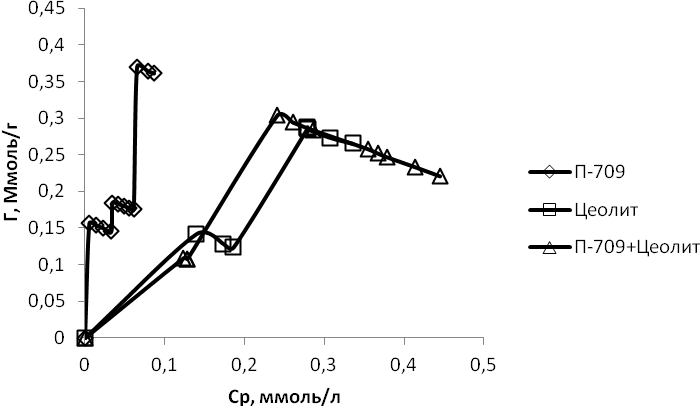 0,45
0,4
0,35
0,3
0,25
0,2
0,15
0,1
0,05
0
Г, Ммоль/г
0 0,1 0,2 0,3 0,4 0,5
Ср, ммоль/л
П-709
Цеолит
П-709+Цеолит